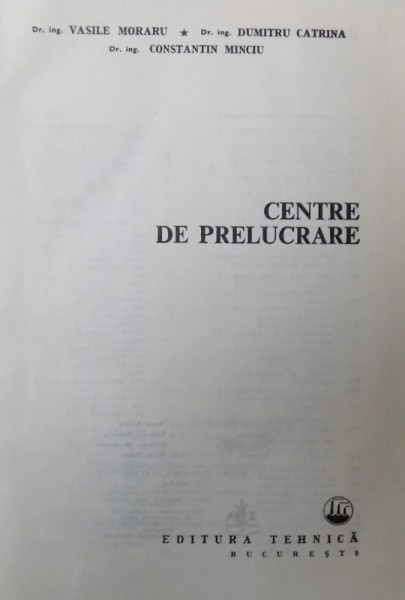 Dr. ing. VASILE MORARU ★ Dr. ing. DUMITRU CATRINA
Dr. ing. CONSTANTIN MINCIU
CENTRE
DE PRELUCRARE
EDITURA TEHNICĂ
BUCUREȘTI